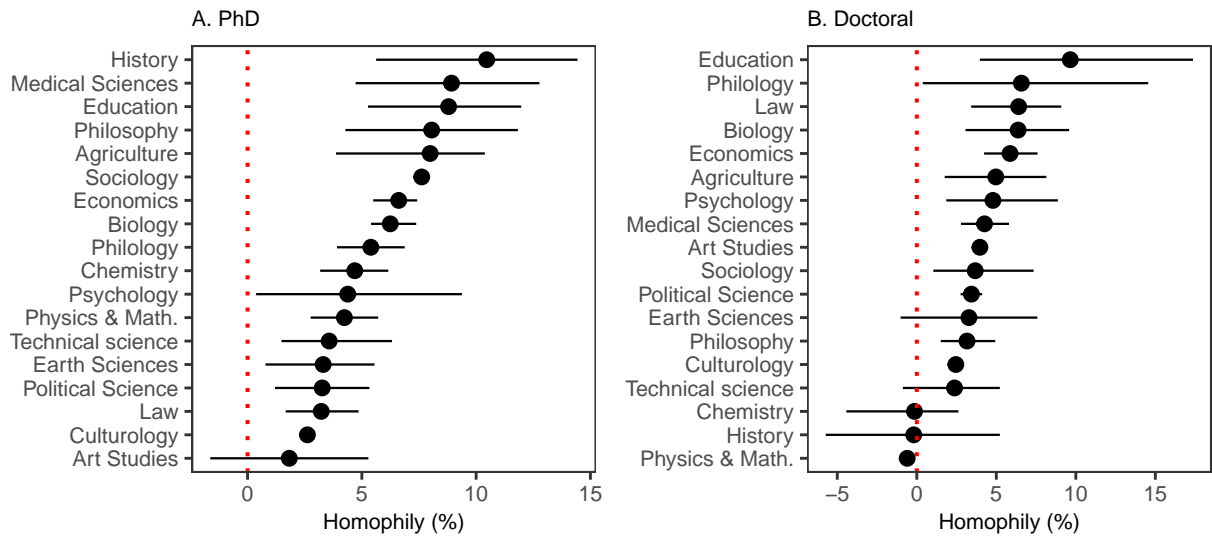 A. PhD
History
Medical Sciences
Education
Philosophy
Agriculture
Sociology
Economics
Biology
Philology
Chemistry
Psychology
Physics & Math.
Technical science
Earth Sciences
Political Science
Law
Culturology
Art Studies
0 5 10 15
Homophily (%)
B. Doctoral
Education
Philology
Law
Biology
Economics
Agriculture
Psychology
Medical Sciences
Art Studies
Sociology
Political Science
Earth Sciences
Philosophy
Culturology
Technical science
Chemistry
History
Physics & Math.
−5 0 5 10 15
Homophily (%)